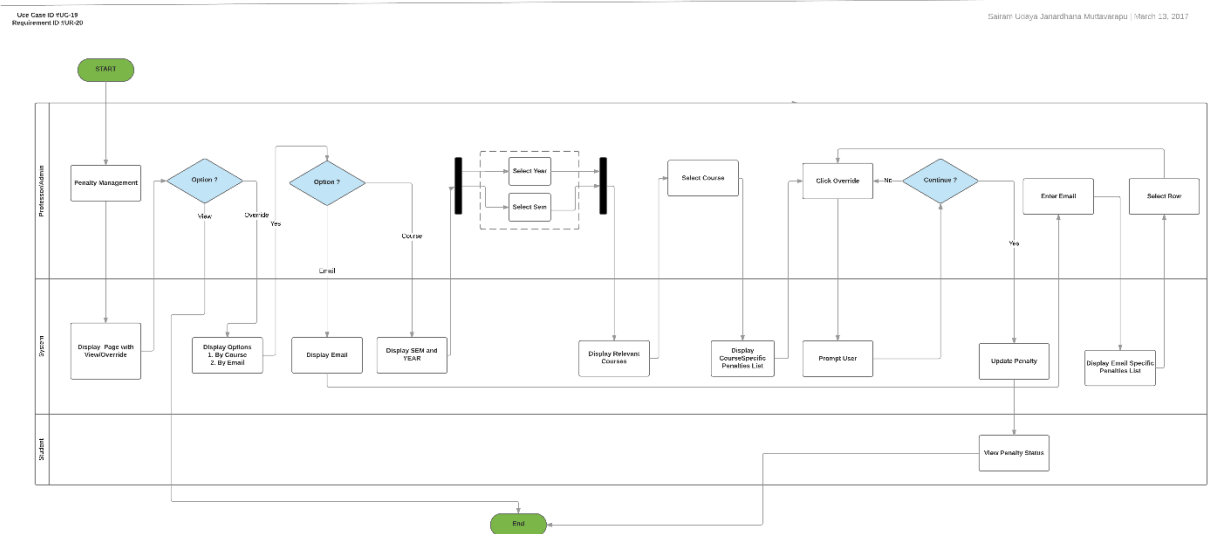 Use Case ID #UC-19
Requirement ID #UR-20
Sairam Udaya Janardhana Muttavarapu | March 13, 2017
START
Professor/Admin
Penalty Management
Option ?
View
Override
Yes
Option ?
Email
Course
Select Year
Select Sem
Select Course
Click Override
No
Continue ?
Yes
Enter Email
Select Row
System
Display Page with
View/Override
Display Options
1. By Course
2. By Email
Display Email
Display SEM and
YEAR
Display Relevant
Courses
Display
CourseSpecific
Penalties List
Prompt User
Update Penalty
Display Email Specific
Penalties List
Student
View Penalty Status
End